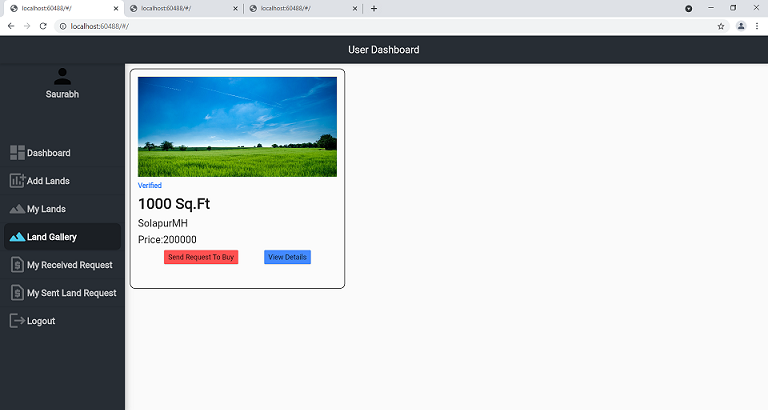 localhost:60488/#/
localhost:60488/#/
localhost:60488/#/
localhost:60488/#/
User Dashboard
Saurabh
Dashboard
Add Lands
My Lands
Land Gallery
My Received Request
My Sent Land Request
Logout
Verified
1000 Sq.Ft
SolapurMH
Price:200000
Send Request To Buy
View Details